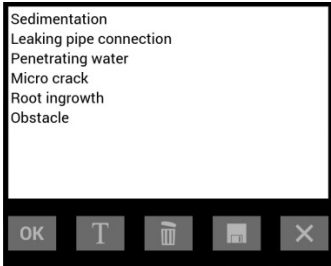 Sedimentation
Leaking pipe connection
Penetrating water
Micro crack
Root ingrowth
Obstacle
OK T